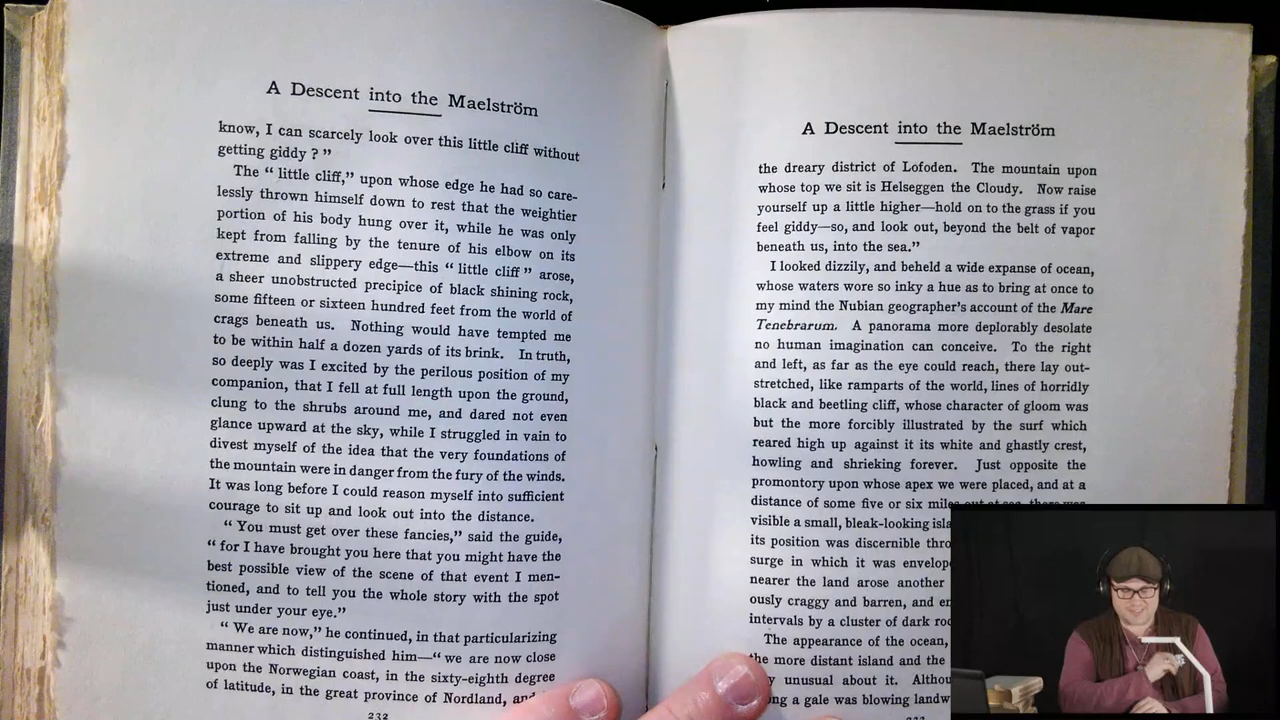 A Descent into the Maelström
know, I can scarcely look over this little cliff without
getting giddy ? ”
The “ little cliff,” upon whose edge he had so care-
lessly thrown himself down to rest that the weightier
portion of his body hung over it, while he was only
kept from falling by the tenure of his elbow on its
extreme and slippery edge—this “ little cliff ” arose,
a sheer unobstructed precipice of black shining rock,
some fifteen or sixteen hundred feet from the world of
crags beneath us. Nothing would have tempted me
to be within half a dozen yards of its brink. In truth,
so deeply was I excited by the perilous position of my
companion, that I fell at full length upon the ground,
clung to the shrubs around me, and dared not even
glance upward at the sky, while I struggled in vain to
divest myself of the idea that the very foundations of
the mountain were in danger from the fury of the winds.
It was long before I could reason myself into sufficient
courage to sit up and look out into the distance.
“ You must get over these fancies,” said the guide,
“ for I have brought you here that you might have the
best possible view of the scene of that event I men-
tioned, and to tell you the whole story with the spot
just under your eye.”
“ We are now,” he continued, in that particularizing
manner which distinguished him—“ we are now close
upon the Norwegian coast, in the sixty-eighth degree
of latitude, in the great province of Nordland, and
232
A Descent into the Maelström
the dreary district of Lofoden. The mountain upon
whose top we sit is Helseggen the Cloudy. Now raise
yourself up a little higher—hold on to the grass if you
feel giddy—so, and look out, beyond the belt of vapor
beneath us, into the sea.”
I looked dizzily, and beheld a wide expanse of ocean,
whose waters wore so inky a hue as to bring at once to
my mind the Nubian geographer’s account of the Mare
Tenebrarum. A panorama more deplorably desolate
no human imagination can conceive. To the right
and left, as far as the eye could reach, there lay out-
stretched, like ramparts of the world, lines of horridly
black and beetling cliff, whose character of gloom was
but the more forcibly illustrated by the surf which
reared high up against it its white and ghastly crest,
howling and shrieking forever. Just opposite the
promontory upon whose apex we were placed, and at a
distance of some five or six miles out at sea, there was
visible a small, bleak-looking
its position was discernible
surge in which it was
nearer the land arose another
ously craggy and barren, and
intervals by a cluster of dark
The appearance of the ocean,
the more distant island and the
unusual about it.
a gale was blowing